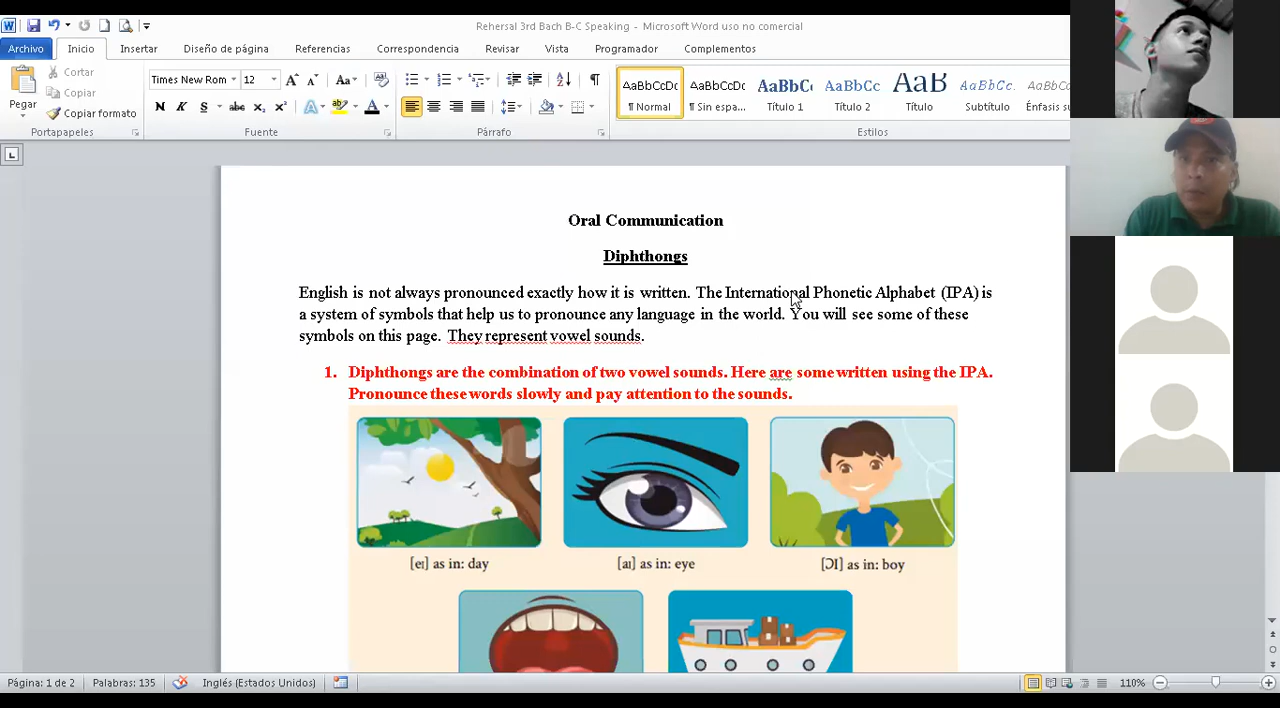 Rehersal 3rd Bach B-C Speaking - Microsoft Word uso no comercial
Archivo Inicio Insertar Diseño de página Referencias Correspondencia Revisar Vista Programador Complementos
Cortar
Copiar
Copiar formato
Pegar
Portapapeles
Times New Rom 12
Fuente
Párrafo
AaBbCcDc AaBbCcDc AaBbCc AaBbCc AaB AaBbCc. AaBbCc
¶ Normal ¶ Sin espa... Título 1 Título 2 Título Subtítulo Énfasis su
Estilos
Oral Communication
Diphthongs
English is not always pronounced exactly how it is written. The International Phonetic Alphabet (IPA) is
a system of symbols that help us to pronounce any language in the world. You will see some of these
symbols on this page. They represent vowel sounds.
1. Diphthongs are the combination of two vowel sounds. Here are some written using the IPA.
Pronounce these words slowly and pay attention to the sounds.
[eɪ] as in: day [aɪ] as in: eye [ƆI] as in: boy
Página: 1 de 2 Palabras: 135 Inglés (Estados Unidos) 110%